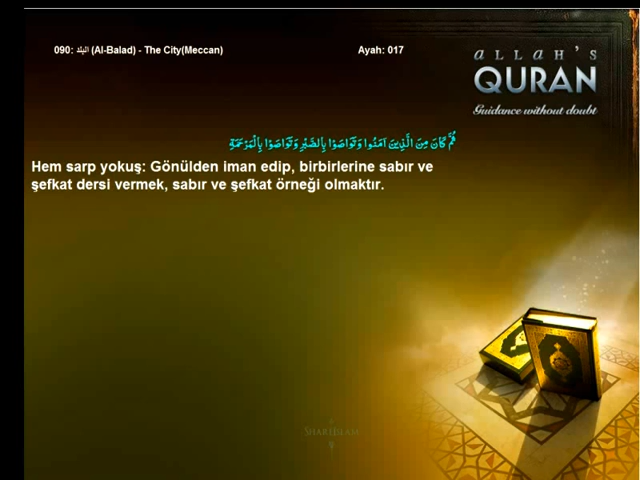 090: البلد (Al-Balad) - The City(Meccan)
Ayah: 017
ALLAH'S
QURAN
Guidance without doubt
ثُمَّ كَانَ مِنَ الَّذِينَ آمَنُوا وَتَوَاصَوْا بِالصَّبْرِ وَتَوَاصَوْا بِالْمَرْحَمَةِ
Hem sarp yokuş: Gönülden iman edip, birbirlerine sabır ve
şefkat dersi vermek, sabır ve şefkat örneği olmaktır.
SHAREISLAM